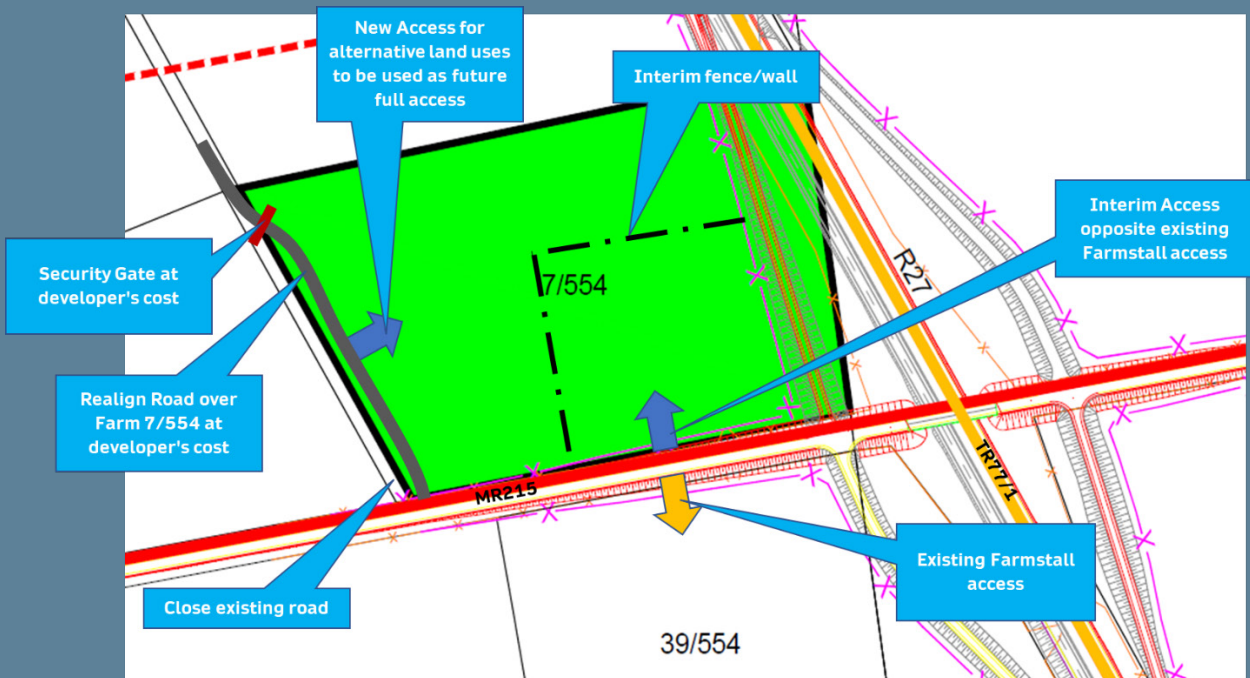 New Access for
alternative land uses
to be used as future
full access
Interim fence/wall
Interim Access
opposite existing
Farmstall access
Security Gate at
developer's cost
R27
7/554
Realign Road over
Farm 7/554 at
developer's cost
MR215
TR77/1
Existing Farmstall
access
Close existing road
39/554